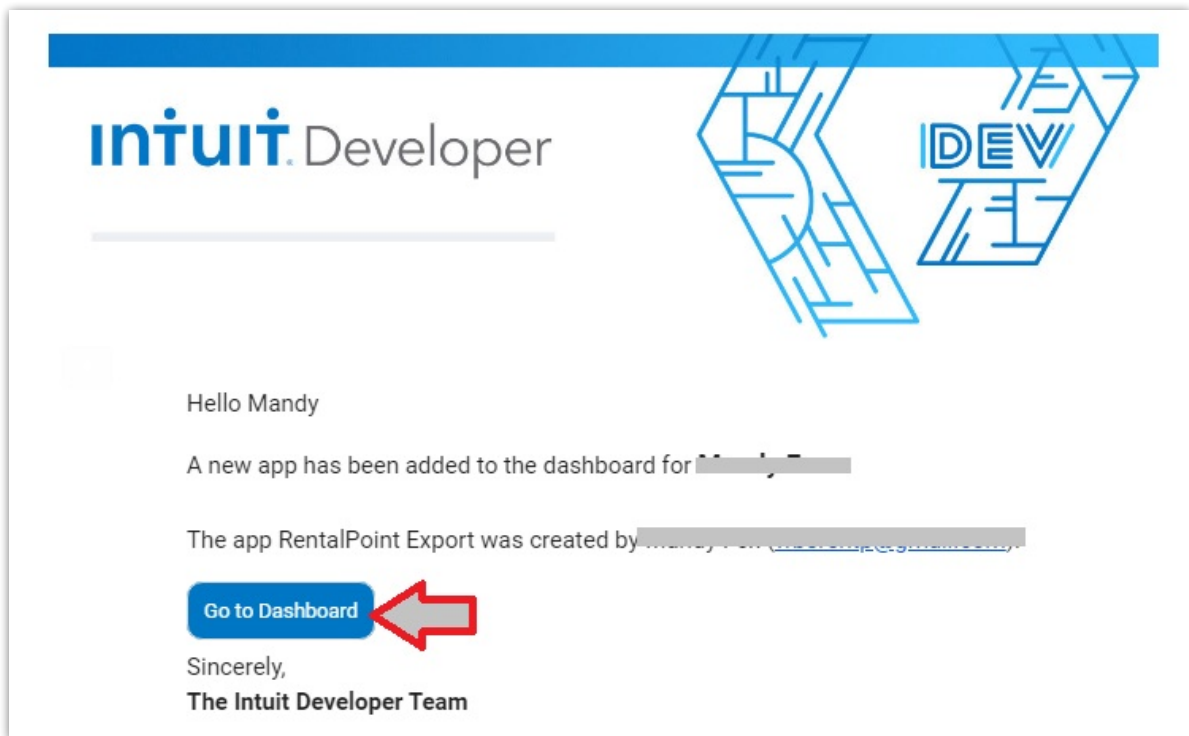 ıntuıt Developer
DEV
Hello Mandy
A new app has been added to the dashboard for
The app RentalPoint Export was created by
Go to Dashboard
Sincerely,
The Intuit Developer Team